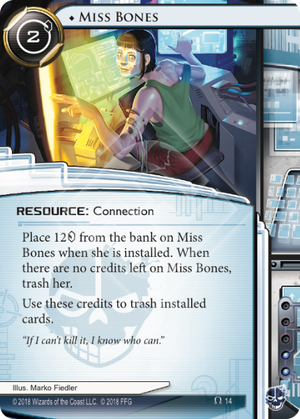 ♦ Miss Bones
2
RESOURCE: Connection
Place 12 from the bank on Miss
Bones when she is installed. When
there are no credits left on Miss Bones,
trash her.
Use these credits to trash installed
cards.
"If I can't kill it, I know who can."
Illus. Marko Fiedler
© 2018 Wizards of the Coast LLC. © 2018 FFG
Ω 14